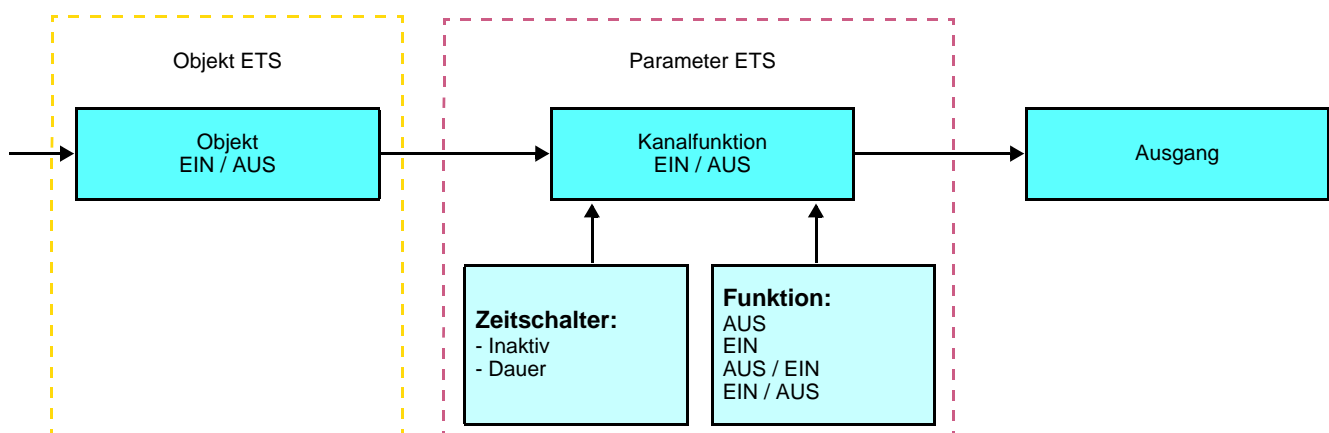 Objekt ETS
Parameter ETS
Objekt
EIN / AUS
Kanalfunktion
EIN / AUS
Ausgang
Zeitschalter:
- Inaktiv
- Dauer
Funktion:
AUS
EIN
AUS / EIN
EIN / AUS